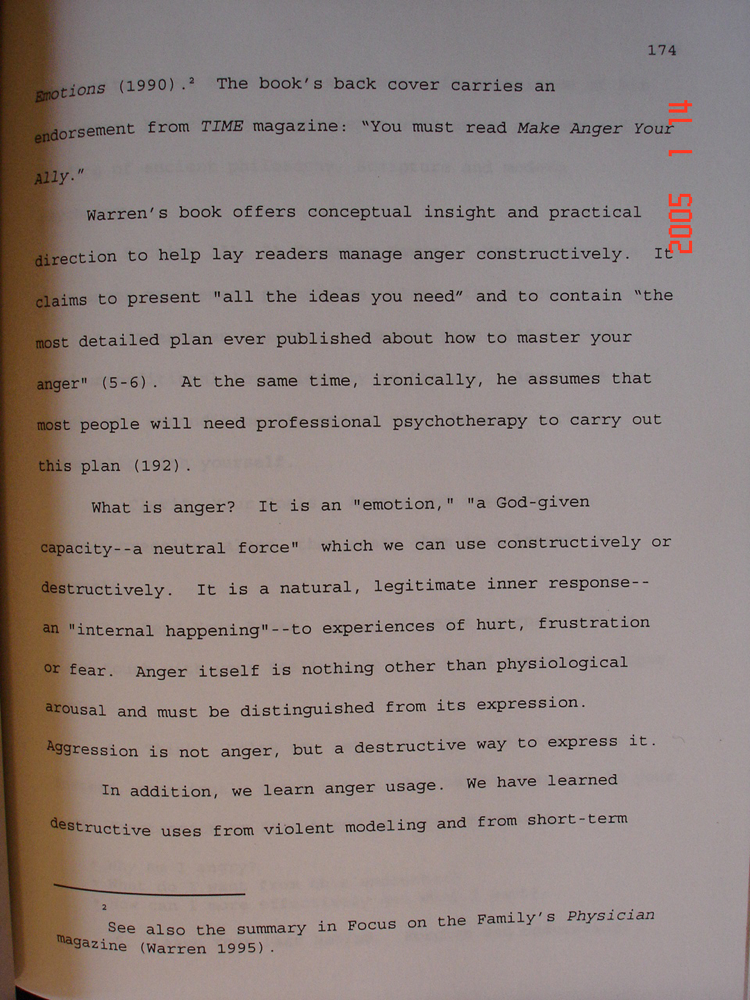 174
Emotions (1990).² The book's back cover carries an
endorsement from TIME magazine: “You must read Make Anger Your
Ally.”
Warren's book offers conceptual insight and practical
direction to help lay readers manage anger constructively. It
claims to present "all the ideas you need” and to contain “the
most detailed plan ever published about how to master your
anger" (5-6). At the same time, ironically, he assumes that
most people will need professional psychotherapy to carry out
this plan (192).
What is anger? It is an "emotion," "a God-given
capacity--a neutral force" which we can use constructively or
destructively. It is a natural, legitimate inner response--
an "internal happening"--to experiences of hurt, frustration
or fear. Anger itself is nothing other than physiological
arousal and must be distinguished from its expression.
Aggression is not anger, but a destructive way to express it.
In addition, we learn anger usage. We have learned
destructive uses from violent modeling and from short-term
²
See also the summary in Focus on the Family's Physician
magazine (Warren 1995).
2005 1 14